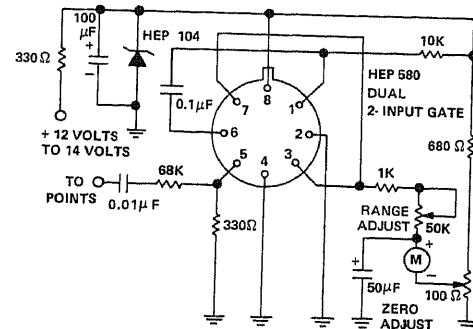 100
μF
+
−
HEP 104
330Ω
+ 12 VOLTS
TO 14 VOLTS
0.1μF
10K
HEP 580
DUAL
2- INPUT GATE
8
7
1
6
2
5
4
3
680 Ω
TO
POINTS
0.01μF
68K
330Ω
1K
RANGE
ADJUST
50K
+
M
−
+
50μF
100 Ω
ZERO
ADJUST